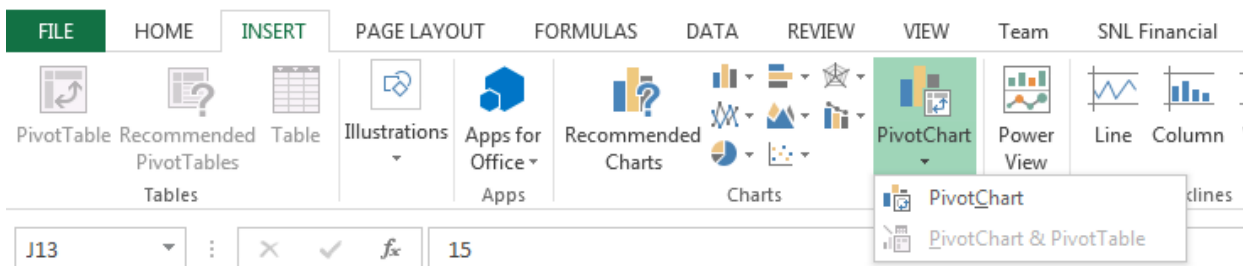 FILE HOME INSERT PAGE LAYOUT FORMULAS DATA REVIEW VIEW Team SNL Financial
PivotTable Recommended PivotTables Table Illustrations Apps for Office Recommended Charts PivotChart Power View Line Column
Tables Apps Charts
PivotChart
PivotChart & PivotTable
J13 fx 15